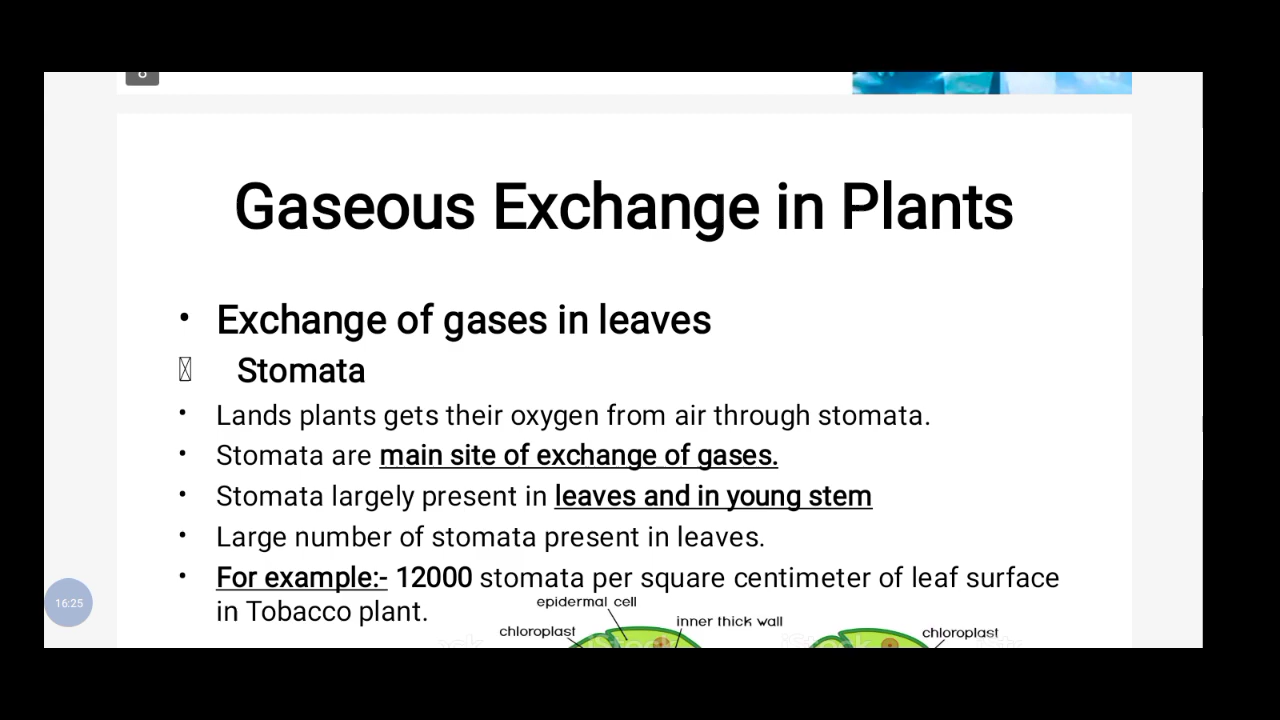 Gaseous Exchange in Plants
• Exchange of gases in leaves
Stomata
• Lands plants gets their oxygen from air through stomata.
• Stomata are main site of exchange of gases.
• Stomata largely present in leaves and in young stem
• Large number of stomata present in leaves.
• For example:- 12000 stomata per square centimeter of leaf surface
in Tobacco plant.
16:25
epidermal cell
inner thick wall
chloroplast
chloroplast